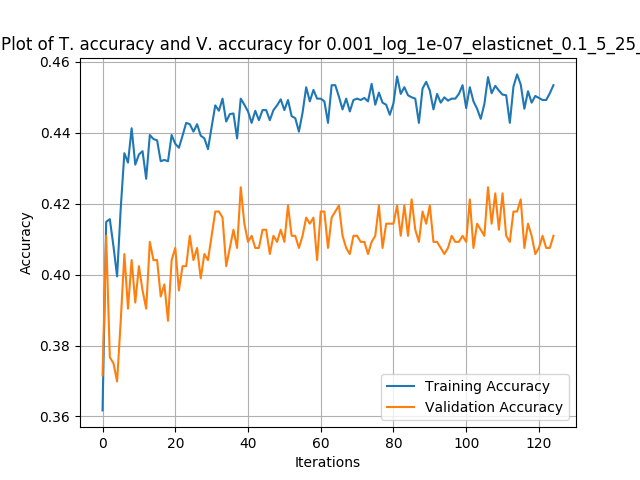 Plot of T. accuracy and V. accuracy for 0.001_log_1e-07_elasticnet_0.1_5_25_
0.46
0.44
0.42
0.40
0.38
0.36
Accuracy
Training Accuracy
Validation Accuracy
0 20 40 60 80 100 120
Iterations